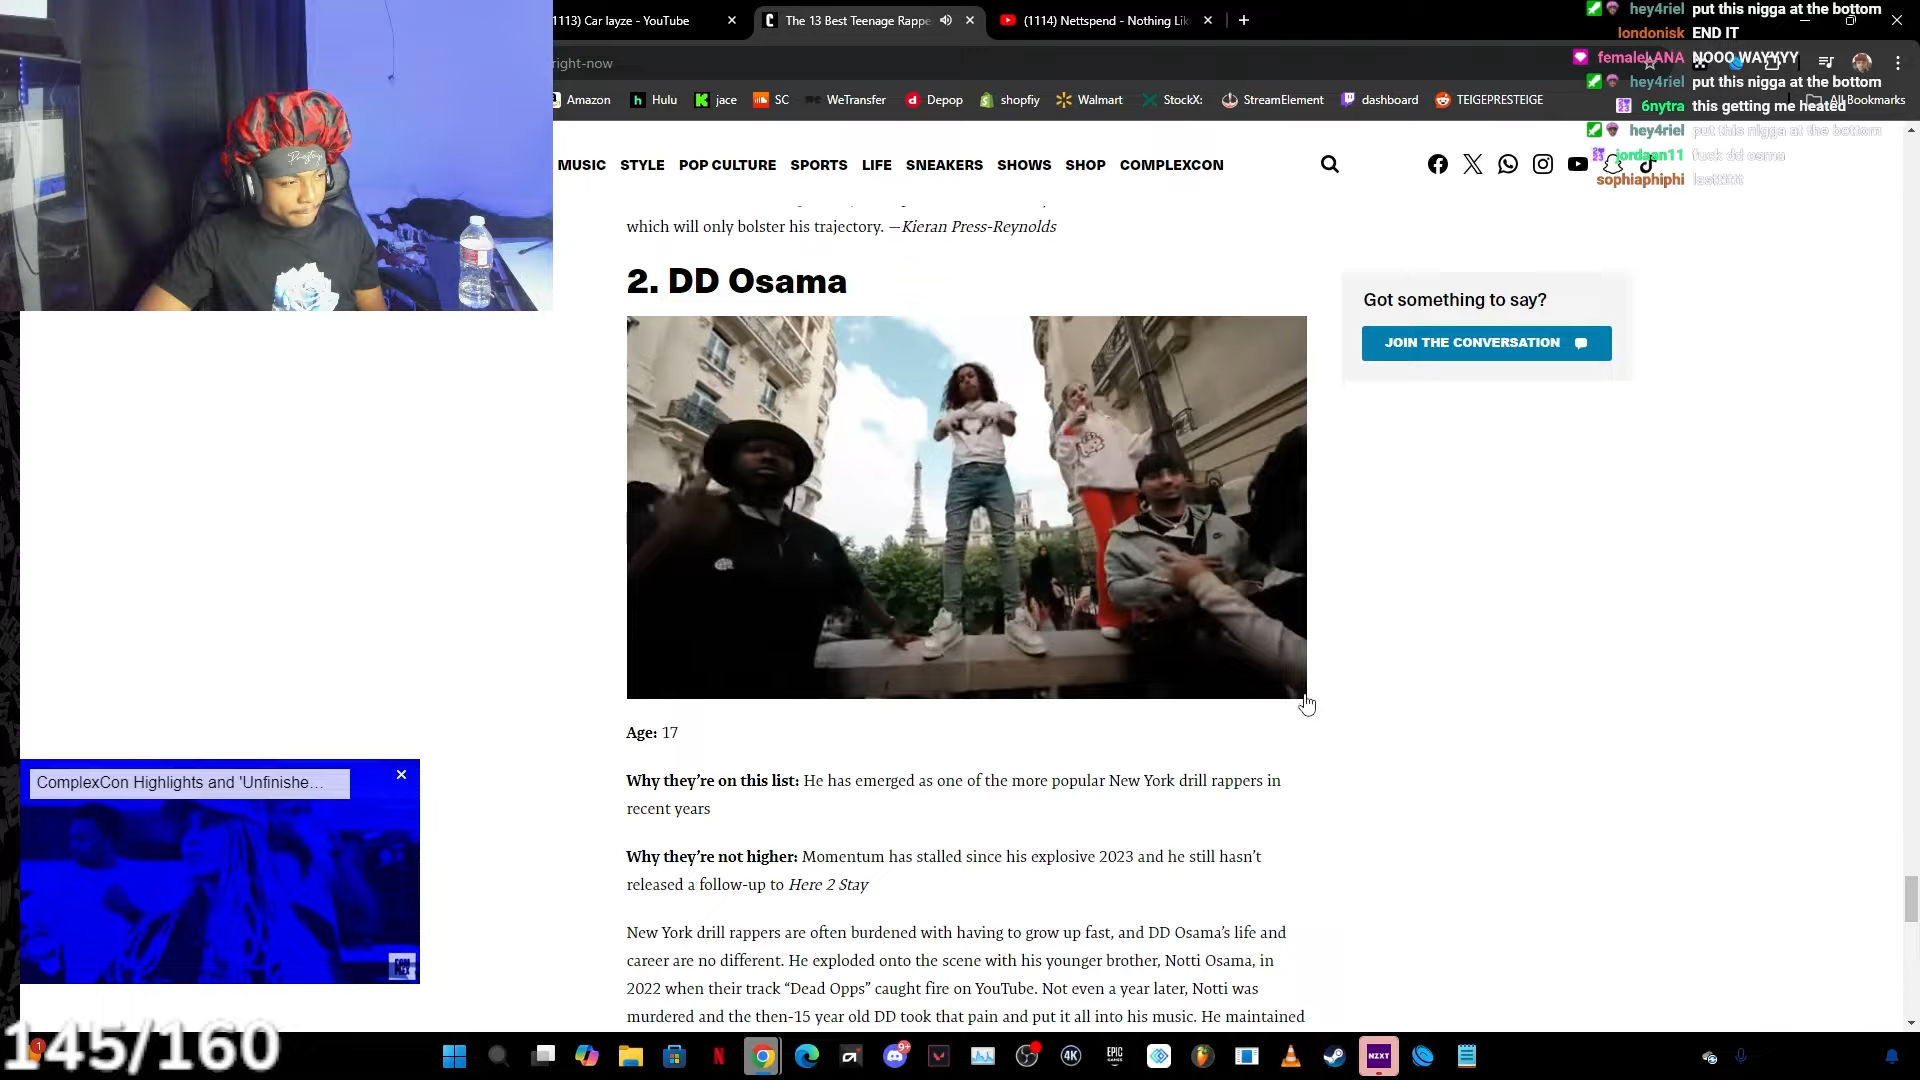 1113) Car layze - YouTube
The 13 Best Teenage Rappe
(1114) Nettspend - Nothing Lik
right-now
Amazon
Hulu
jace
SC
WeTransfer
Depop
shopfiy
Walmart
StockX:
StreamElement
dashboard
TEIGEPRESTEIGE
All Bookmarks
hey4riel put this nigga at the bottom
londonisk END IT
femaleLANA NOOO WAYYYY
hey4riel put this nigga at the bottom
6nytra this getting me heated
hey4riel put this nigga at the bottom
jordaan11 fuck dd osma
sophiaphiphi lastttttt
MUSIC STYLE POP CULTURE SPORTS LIFE SNEAKERS SHOWS SHOP COMPLEXCON
which will only bolster his trajectory. —Kieran Press-Reynolds
2. DD Osama
Got something to say?
JOIN THE CONVERSATION
Age: 17
Why they’re on this list: He has emerged as one of the more popular New York drill rappers in
recent years
Why they’re not higher: Momentum has stalled since his explosive 2023 and he still hasn’t
released a follow-up to Here 2 Stay
New York drill rappers are often burdened with having to grow up fast, and DD Osama’s life and
career are no different. He exploded onto the scene with his younger brother, Notti Osama, in
2022 when their track “Dead Opps” caught fire on YouTube. Not even a year later, Notti was
murdered and the then-15 year old DD took that pain and put it all into his music. He maintained
ComplexCon Highlights and 'Unfinishe...
145/160
1
9+
4K
EPIC
GAMES
NZXT